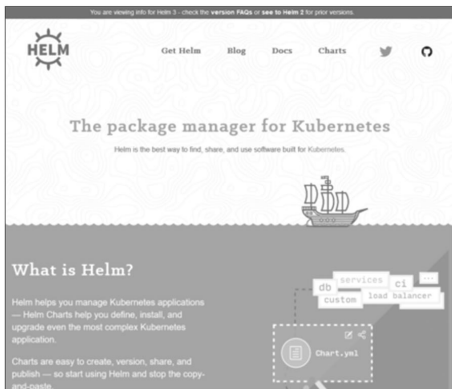 You are viewing info for Helm 3 - check the version FAQs or see to Helm 2 for prior versions.
HELM
Get Helm Blog Docs Charts
The package manager for Kubernetes
Helm is the best way to find, share, and use software built for Kubernetes.
What is Helm?
Helm helps you manage Kubernetes applications
— Helm Charts help you define, install, and
upgrade even the most complex Kubernetes
application.
Charts are easy to create, version, share, and
publish — so start using Helm and stop the copy-
and-paste.
db services ci ...
custom load balancer
Chart.yml